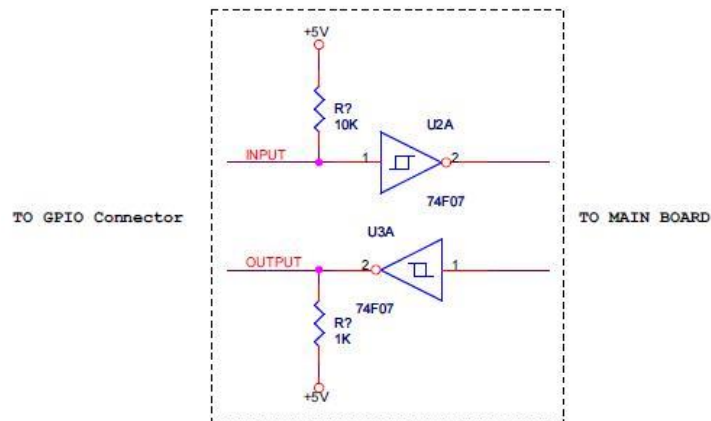 +5V
R?
10K
U2A
INPUT
1
2
74F07
TO GPIO Connector
TO MAIN BOARD
U3A
OUTPUT
2
1
74F07
R?
1K
+5V